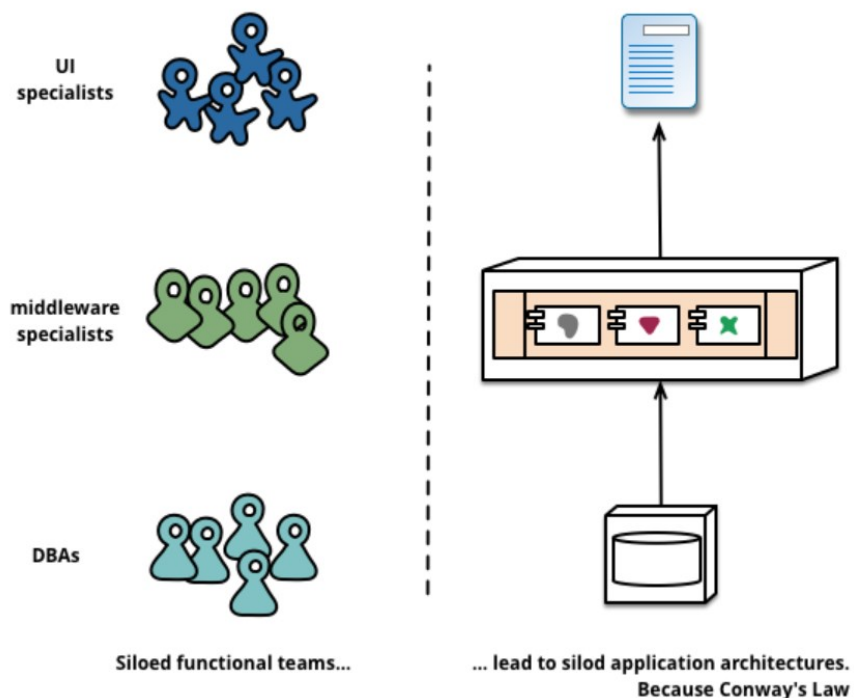 UI
specialists
middleware
specialists
DBAs
Siloed functional teams...
... lead to silod application architectures.
Because Conway's Law